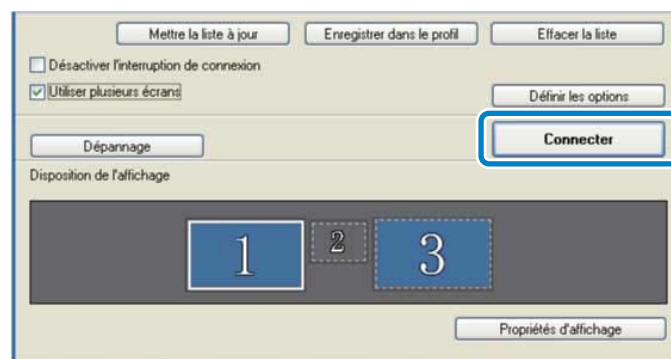 Mettre la liste à jour Enregistrer dans le profil Effacer la liste
Désactiver l'interruption de connexion
Utiliser plusieurs écrans
Définir les options
Dépannage Connecter
Disposition de l'affichage
1 2 3
Propriétés d'affichage